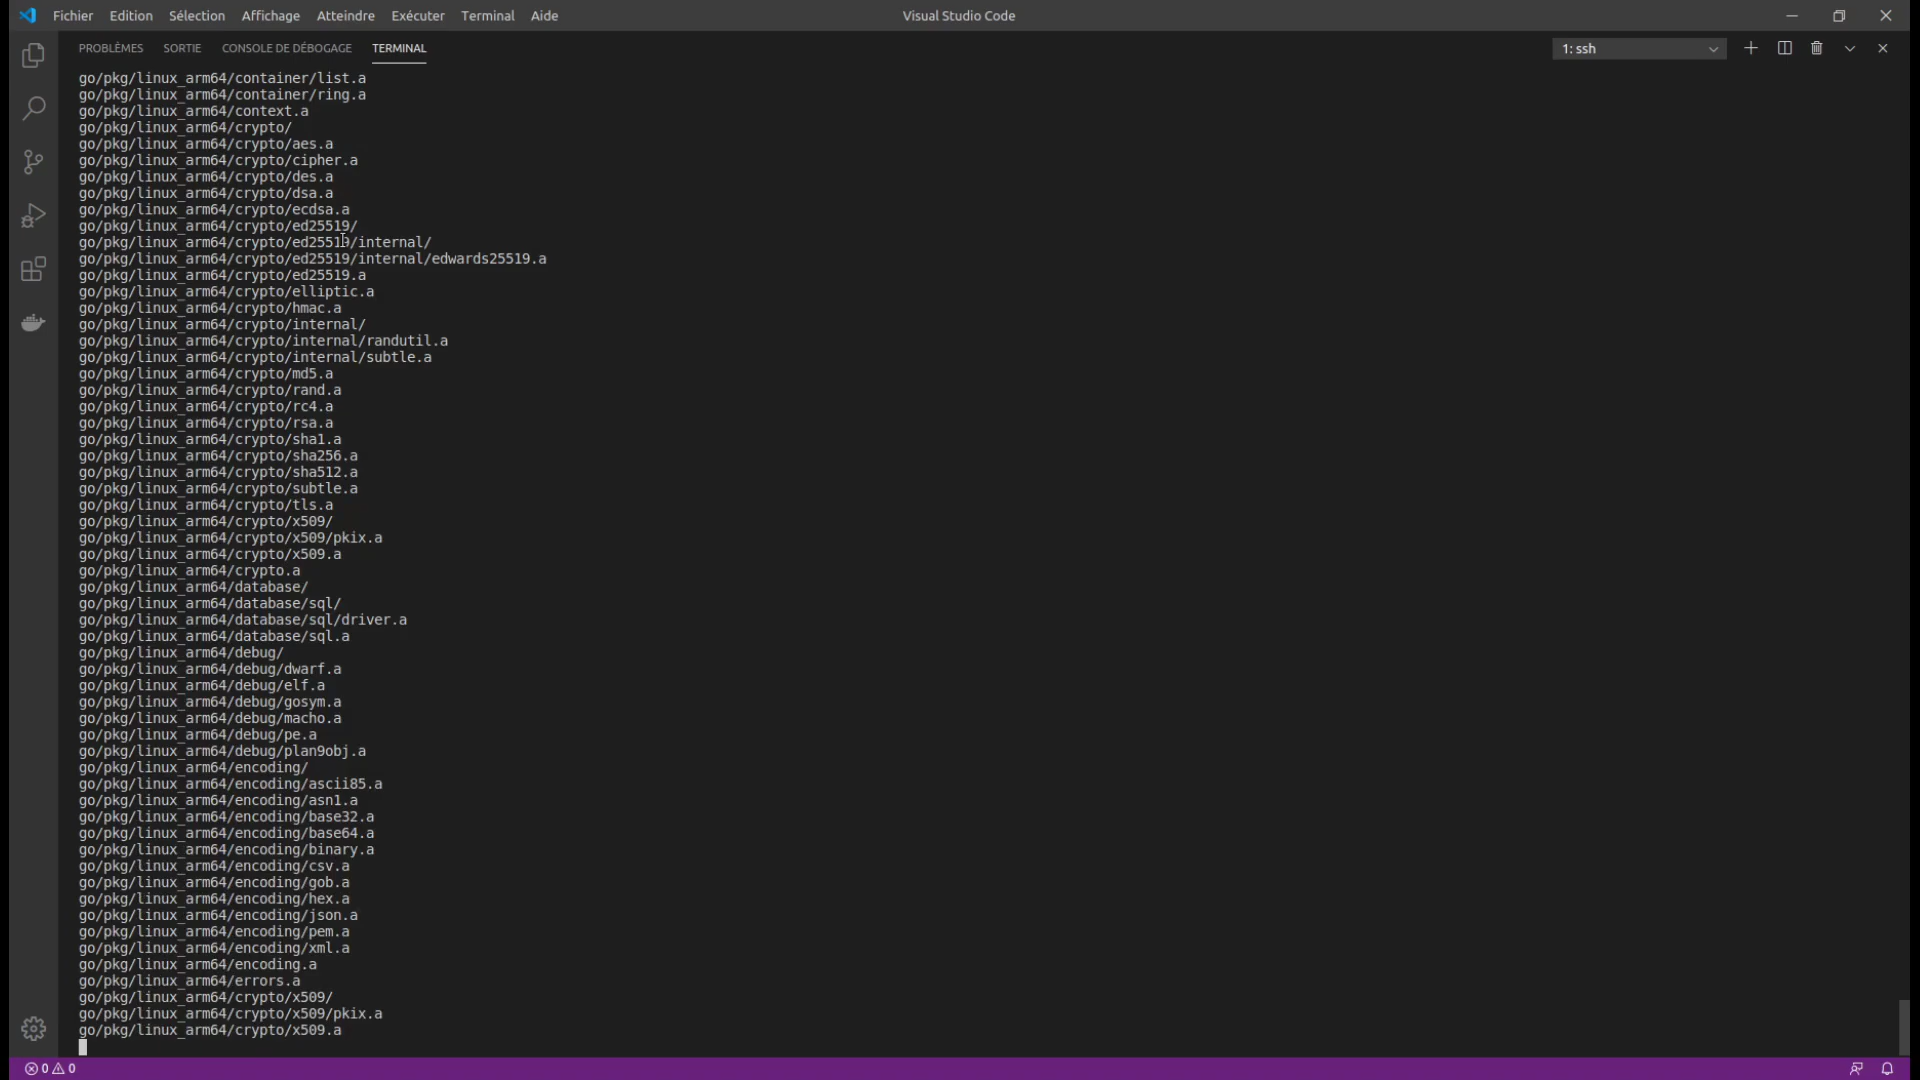 Fichier Edition Sélection Affichage Atteindre Exécuter Terminal Aide Visual Studio Code
PROBLÈMES SORTIE CONSOLE DE DÉBOGAGE TERMINAL 1: ssh
go/pkg/linux_arm64/container/list.a
go/pkg/linux_arm64/container/ring.a
go/pkg/linux_arm64/context.a
go/pkg/linux_arm64/crypto/
go/pkg/linux_arm64/crypto/aes.a
go/pkg/linux_arm64/crypto/cipher.a
go/pkg/linux_arm64/crypto/des.a
go/pkg/linux_arm64/crypto/dsa.a
go/pkg/linux_arm64/crypto/ecdsa.a
go/pkg/linux_arm64/crypto/ed25519/
go/pkg/linux_arm64/crypto/ed25519/internal/
go/pkg/linux_arm64/crypto/ed25519/internal/edwards25519.a
go/pkg/linux_arm64/crypto/ed25519.a
go/pkg/linux_arm64/crypto/elliptic.a
go/pkg/linux_arm64/crypto/hmac.a
go/pkg/linux_arm64/crypto/internal/
go/pkg/linux_arm64/crypto/internal/randutil.a
go/pkg/linux_arm64/crypto/internal/subtle.a
go/pkg/linux_arm64/crypto/md5.a
go/pkg/linux_arm64/crypto/rand.a
go/pkg/linux_arm64/crypto/rc4.a
go/pkg/linux_arm64/crypto/rsa.a
go/pkg/linux_arm64/crypto/sha1.a
go/pkg/linux_arm64/crypto/sha256.a
go/pkg/linux_arm64/crypto/sha512.a
go/pkg/linux_arm64/crypto/subtle.a
go/pkg/linux_arm64/crypto/tls.a
go/pkg/linux_arm64/crypto/x509/
go/pkg/linux_arm64/crypto/x509/pkix.a
go/pkg/linux_arm64/crypto/x509.a
go/pkg/linux_arm64/crypto.a
go/pkg/linux_arm64/database/
go/pkg/linux_arm64/database/sql/
go/pkg/linux_arm64/database/sql/driver.a
go/pkg/linux_arm64/database/sql.a
go/pkg/linux_arm64/debug/
go/pkg/linux_arm64/debug/dwarf.a
go/pkg/linux_arm64/debug/elf.a
go/pkg/linux_arm64/debug/gosym.a
go/pkg/linux_arm64/debug/macho.a
go/pkg/linux_arm64/debug/pe.a
go/pkg/linux_arm64/debug/plan9obj.a
go/pkg/linux_arm64/encoding/
go/pkg/linux_arm64/encoding/ascii85.a
go/pkg/linux_arm64/encoding/asn1.a
go/pkg/linux_arm64/encoding/base32.a
go/pkg/linux_arm64/encoding/base64.a
go/pkg/linux_arm64/encoding/binary.a
go/pkg/linux_arm64/encoding/csv.a
go/pkg/linux_arm64/encoding/gob.a
go/pkg/linux_arm64/encoding/hex.a
go/pkg/linux_arm64/encoding/json.a
go/pkg/linux_arm64/encoding/pem.a
go/pkg/linux_arm64/encoding/xml.a
go/pkg/linux_arm64/encoding.a
go/pkg/linux_arm64/errors.a
go/pkg/linux_arm64/crypto/x509/
go/pkg/linux_arm64/crypto/x509/pkix.a
go/pkg/linux_arm64/crypto/x509.a
0 0